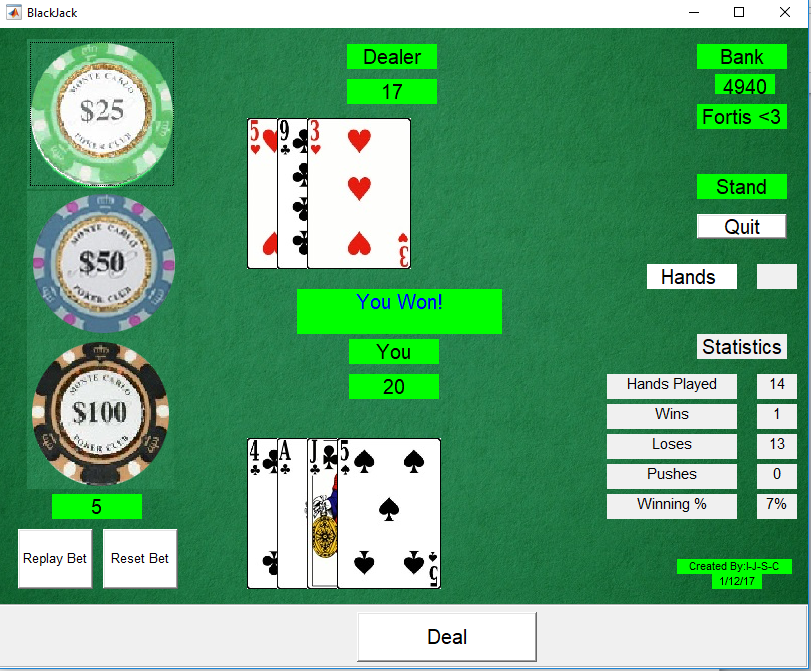 BlackJack
MONTE CARLO
$25
POKER CLUB
MONTE CARLO
$50
POKER CLUB
MONTE CARLO
$100
POKER CLUB
5
Replay Bet
Reset Bet
Dealer
17
5
9
3
3
You Won!
You
20
4
A
J
5
5
Bank
4940
Fortis <3
Stand
Quit
Hands
Statistics
Hands Played 14
Wins 1
Loses 13
Pushes 0
Winning % 7%
Created By:I-J-S-C
1/12/17
Deal